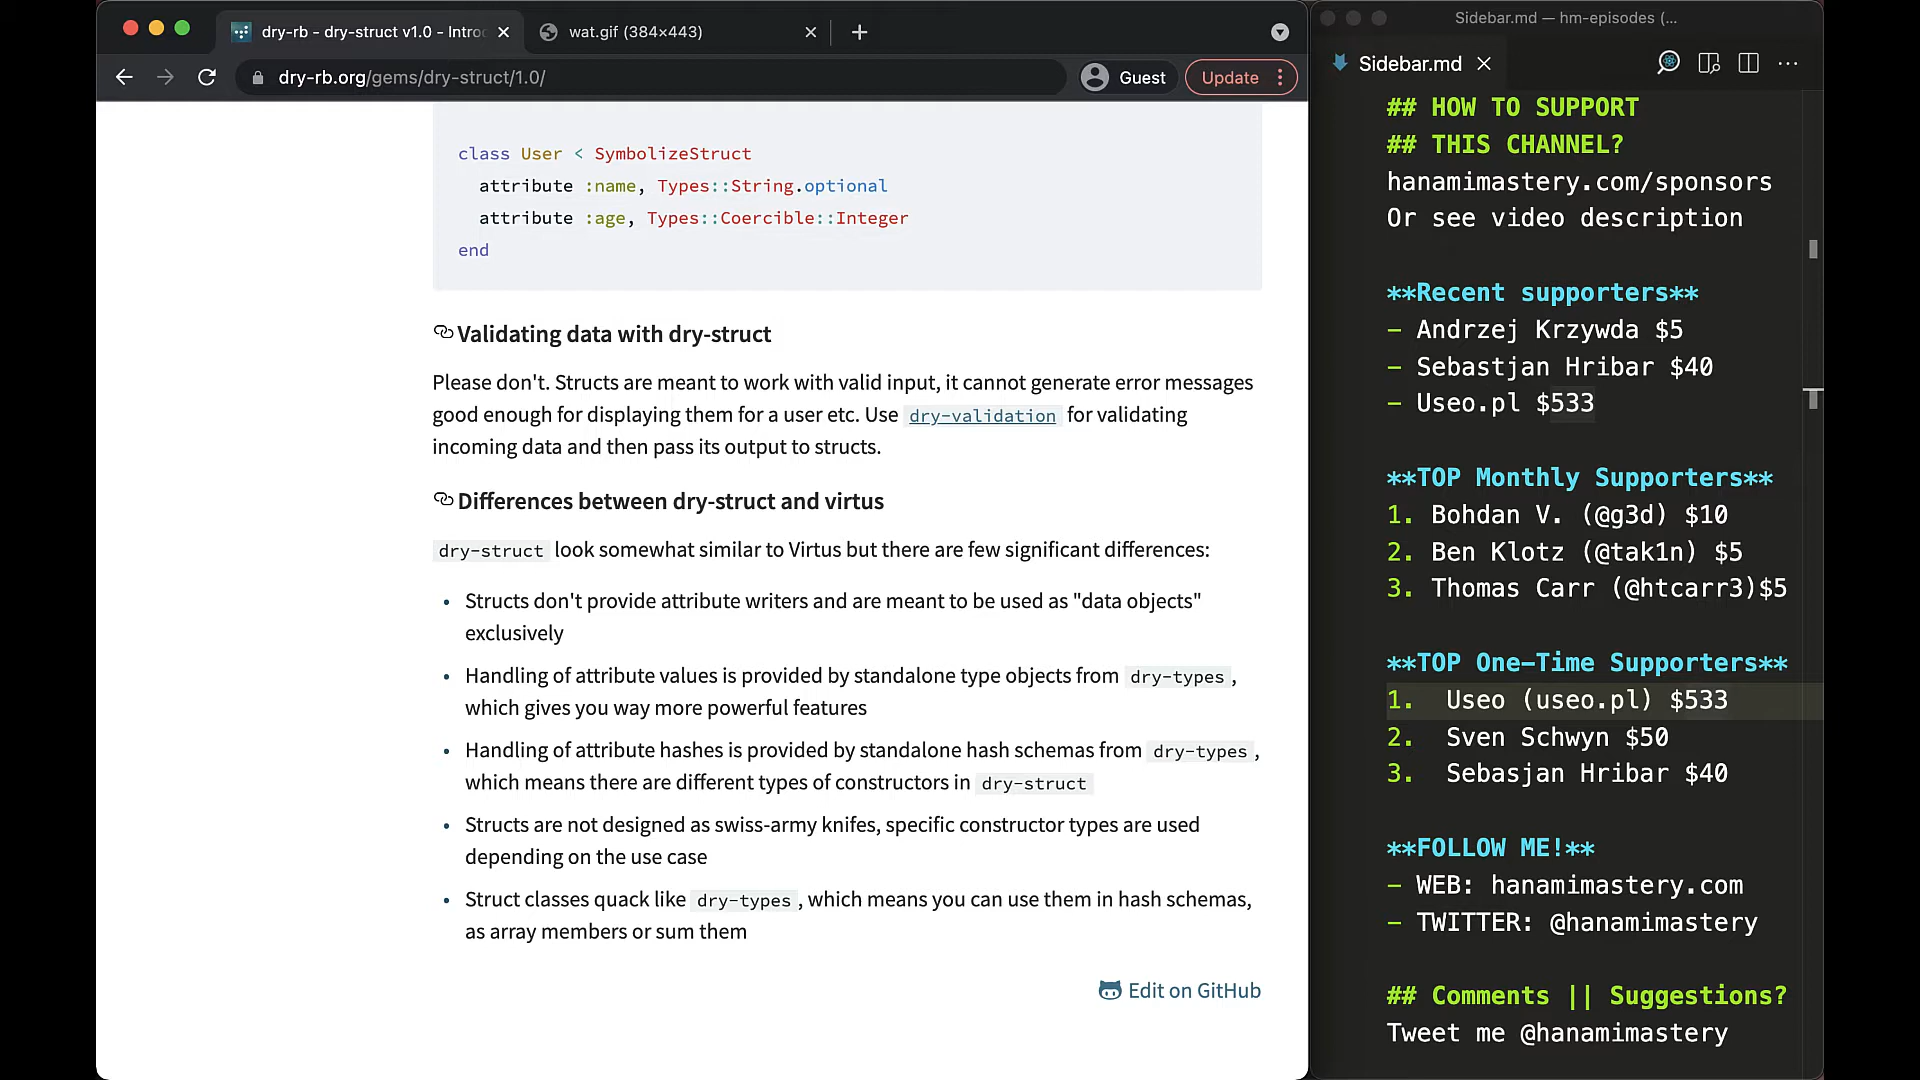 dry-rb - dry-struct v1.0 - Intro
wat.gif (384×443)
dry-rb.org/gems/dry-struct/1.0/
Guest
Update
class User < SymbolizeStruct
attribute :name, Types::String.optional
attribute :age, Types::Coercible::Integer
end
Validating data with dry-struct
Please don't. Structs are meant to work with valid input, it cannot generate error messages
good enough for displaying them for a user etc. Use dry-validation for validating
incoming data and then pass its output to structs.
Differences between dry-struct and virtus
dry-struct look somewhat similar to Virtus but there are few significant differences:
• Structs don't provide attribute writers and are meant to be used as "data objects"
exclusively
• Handling of attribute values is provided by standalone type objects from dry-types,
which gives you way more powerful features
• Handling of attribute hashes is provided by standalone hash schemas from dry-types,
which means there are different types of constructors in dry-struct
• Structs are not designed as swiss-army knifes, specific constructor types are used
depending on the use case
• Struct classes quack like dry-types, which means you can use them in hash schemas,
as array members or sum them
Edit on GitHub
Sidebar.md — hm-episodes (...
Sidebar.md
## HOW TO SUPPORT
## THIS CHANNEL?
hanamimastery.com/sponsors
Or see video description
**Recent supporters**
- Andrzej Krzywda $5
- Sebastjan Hribar $40
- Useo.pl $533
**TOP Monthly Supporters**
1. Bohdan V. (@g3d) $10
2. Ben Klotz (@tak1n) $5
3. Thomas Carr (@htcarr3)$5
**TOP One-Time Supporters**
1. Useo (useo.pl) $533
2. Sven Schwyn $50
3. Sebasjan Hribar $40
**FOLLOW ME!**
- WEB: hanamimastery.com
- TWITTER: @hanamimastery
## Comments || Suggestions?
Tweet me @hanamimastery